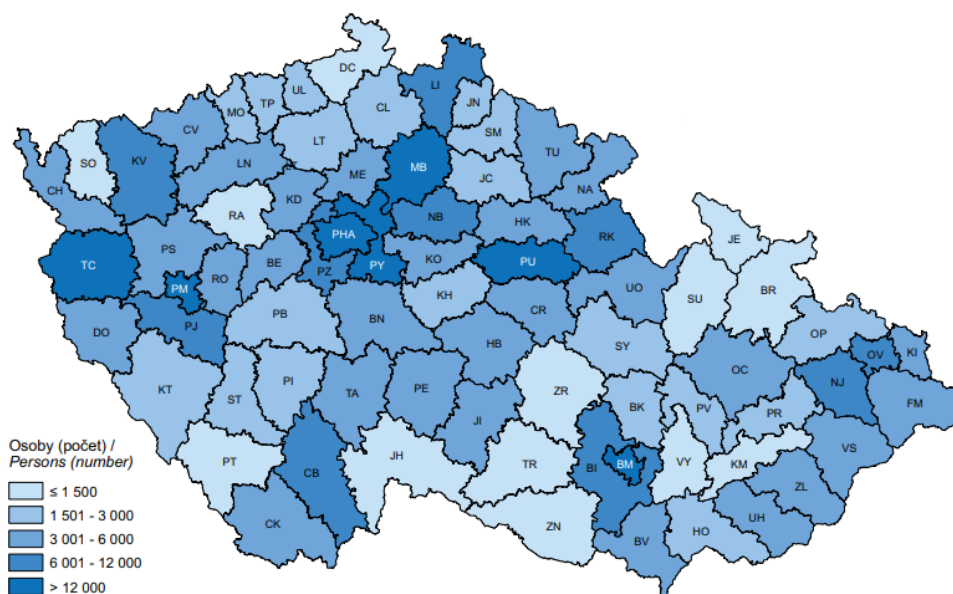 DC
LI
UL
TP
MO
CL
JN
SM
CV
LT
TU
SO
KV
LN
MB
ME
JC
CH
NA
KD
RA
NB
HK
PHA
RK
JE
PS
BE
KO
PU
TC
RO
PZ
PY
BR
PM
KH
UO
SU
PJ
PB
BN
CR
OP
DO
HB
SY
OV
KI
OC
NJ
KT
ST
PI
TA
PE
ZR
BK
PV
PR
FM
JI
VS
PT
CB
JH
TR
BI
BM
VY
KM
ZL
CK
ZN
BV
HO
UH
Osoby (počet) /
Persons (number)
≤ 1 500
1 501 - 3 000
3 001 - 6 000
6 001 - 12 000
> 12 000